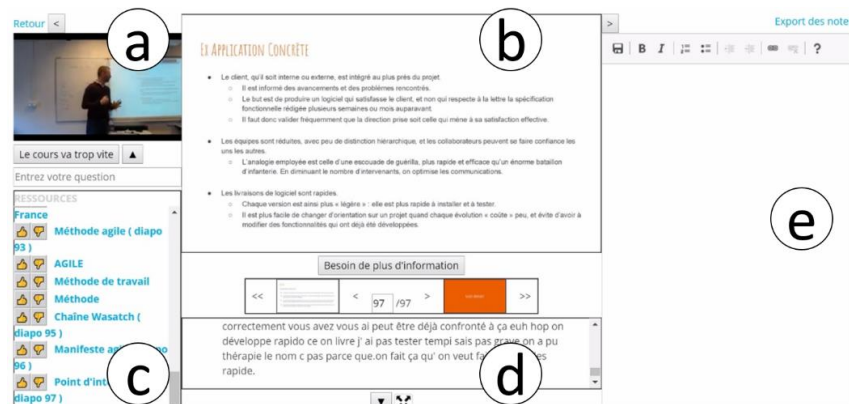 Retour <
a
Le cours va trop vite ▲
Entrez votre question
RESSOURCES
France
Méthode agile ( diapo
93 )
AGILE
Méthode de travail
Méthode
Chaîne Wasatch (
diapo 95 )
Manifeste
96 )
Point
diapo 97 )
c
b
EX APPLICATION CONCRÈTE
● Le client, qu'il soit interne ou externe, est intégré au plus près du projet
○ Il est informé des avancements et des problèmes rencontrés.
○ Le but est de produire un logiciel qui satisfasse le client, et non qui respecte à la lettre la spécification
fonctionnelle rédigée plusieurs semaines ou mois auparavant.
○ Il faut donc valider fréquemment que la direction prise soit celle qui mène à sa satisfaction effective.
● Les équipes sont réduites, avec peu de distinction hiérarchique, et les collaborateurs peuvent se faire confiance les
uns les autres.
○ L'analogie employée est celle d'une escouade de guérilla, plus rapide et efficace qu'un énorme bataillon
d'infanterie. En diminuant le nombre d'intervenants, on optimise les communications.
● Les livraisons de logiciel sont rapides.
○ Chaque version est ainsi plus « légère » : elle est plus rapide à installer et à tester.
○ Il est plus facile de changer d'orientation sur un projet quand chaque évolution « coûte » peu, et évite d'avoir à
modifier des fonctionnalités qui ont déjà été développées.
Besoin de plus d'information
<< < 97 /97 > >>
correctement vous avez vous ai peut être déjà confronté à ça euh hop on
développe rapido ce on livre j' ai pas tester tempi sais pas grave on a pu
thérapie le nom c pas parce que.on fait ça qu' on veut
rapide.
d
> Export des note
B I ?
e